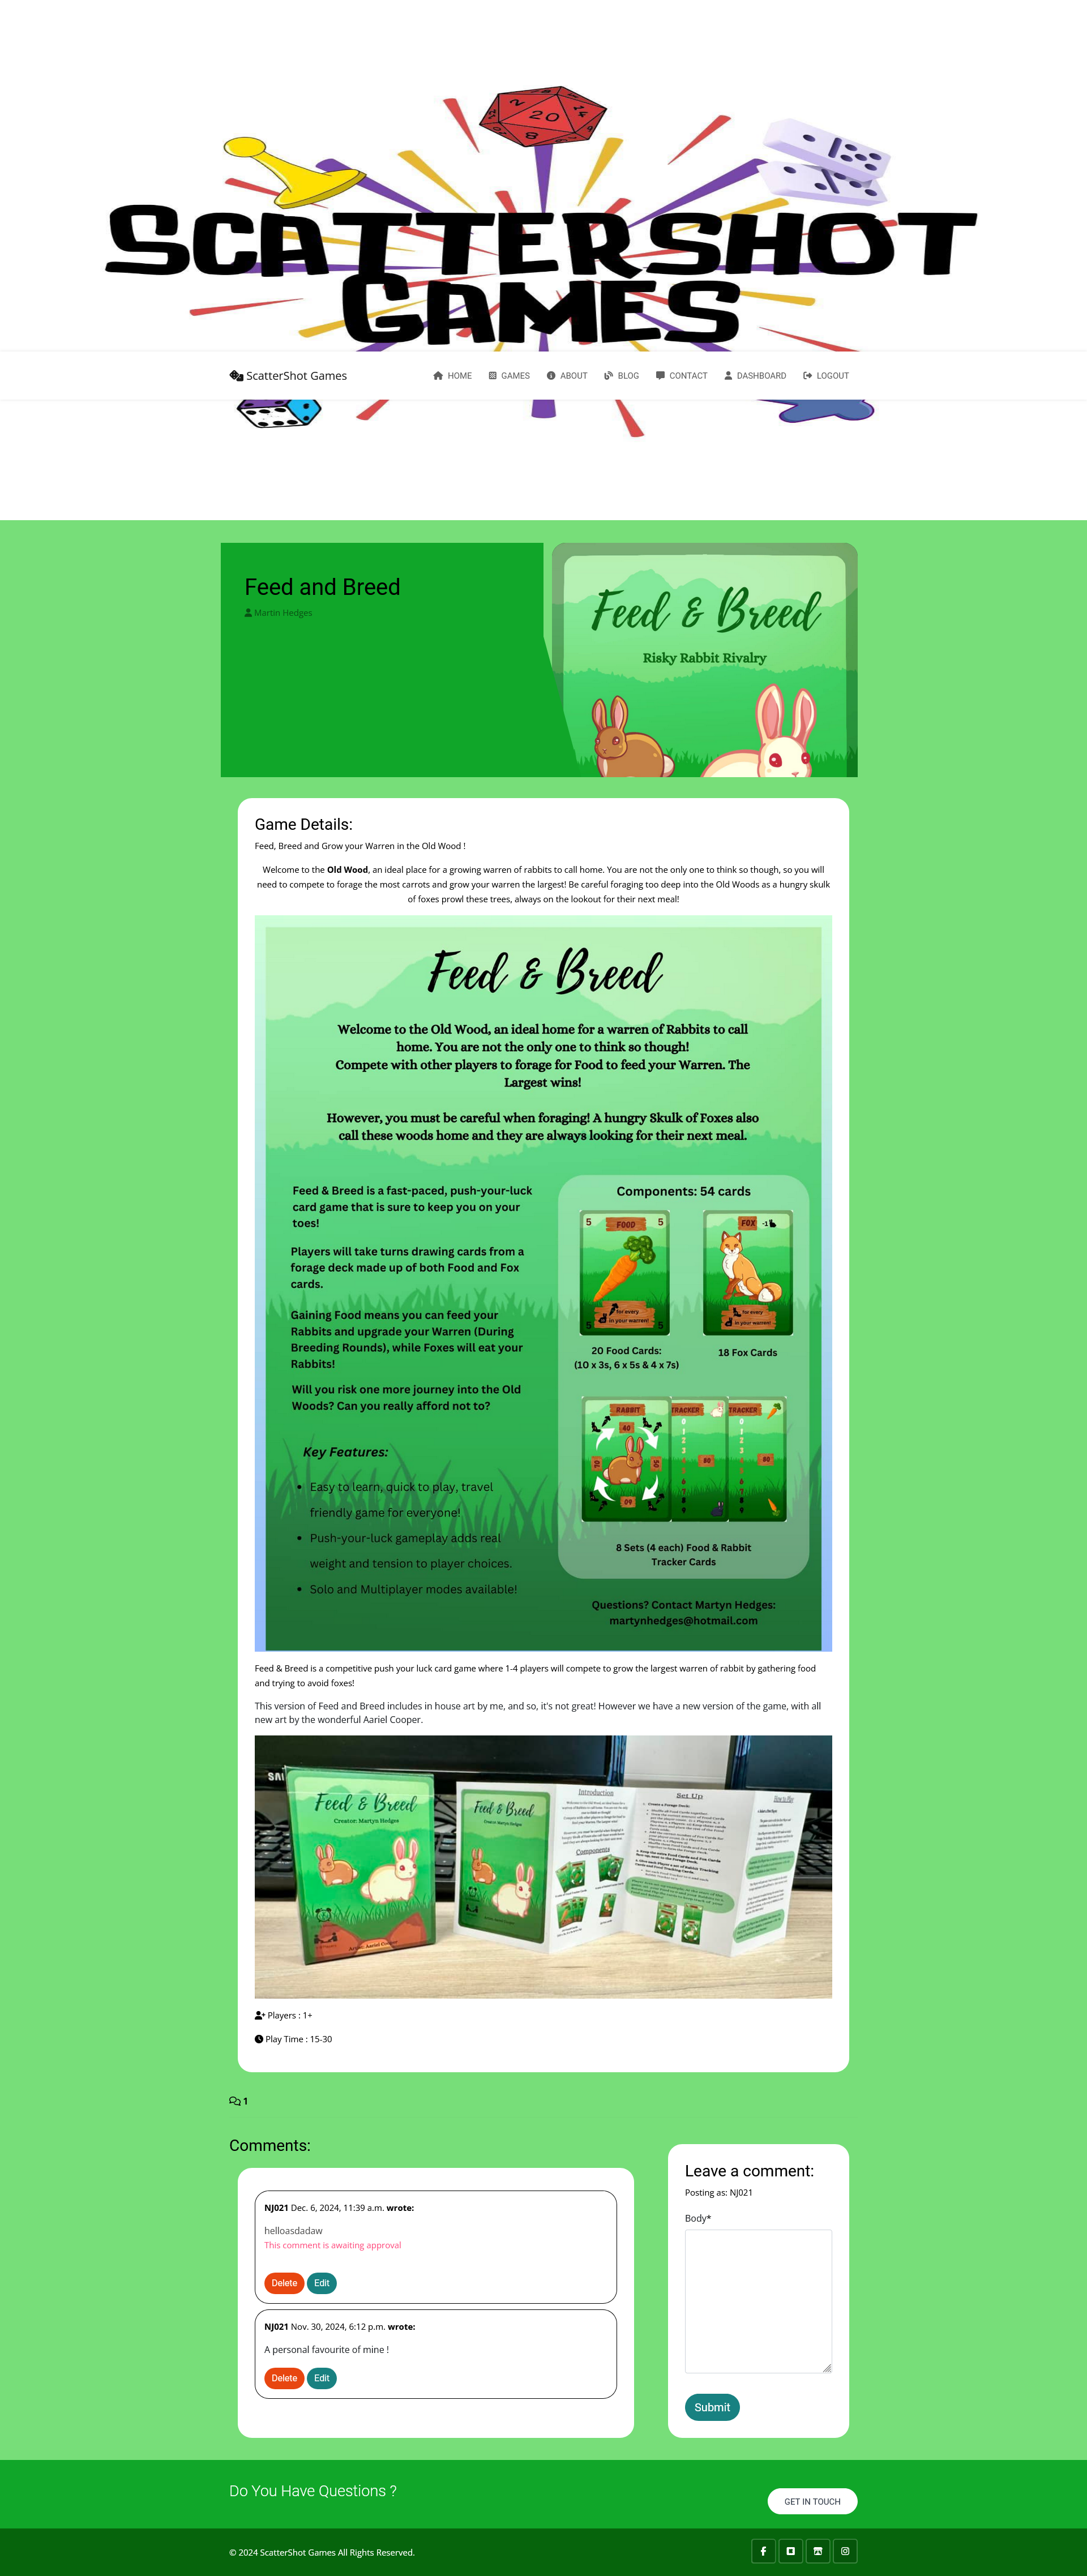 20
2
8
SCATTERSHOT
GAMES
ScatterShot Games
HOME
GAMES
ABOUT
BLOG
CONTACT
DASHBOARD
LOGOUT
Feed and Breed
Martin Hedges
Feed & Breed
Risky Rabbit Rivalry
Game Details:
Feed, Breed and Grow your Warren in the Old Wood !
Welcome to the Old Wood, an ideal place for a growing warren of rabbits to call home. You are not the only one to think so though, so you will
need to compete to forage the most carrots and grow your warren the largest! Be careful foraging too deep into the Old Woods as a hungry skulk
of foxes prowl these trees, always on the lookout for their next meal!
Feed & Breed
Welcome to the Old Wood, an ideal home for a warren of Rabbits to call
home. You are not the only one to think so though!
Compete with other players to forage for Food to feed your Warren. The
Largest wins!
However, you must be careful when foraging! A hungry Skulk of Foxes also
call these woods home and they are always looking for their next meal.
Feed & Breed is a fast-paced, push-your-luck
card game that is sure to keep you on your
toes!
Players will take turns drawing cards from a
forage deck made up of both Food and Fox
cards.
Gaining Food means you can feed your
Rabbits and upgrade your Warren (During
Breeding Rounds), while Foxes will eat your
Rabbits!
Will you risk one more journey into the Old
Woods? Can you really afford not to?
Key Features:
• Easy to learn, quick to play, travel
friendly game for everyone!
• Push-your-luck gameplay adds real
weight and tension to player choices.
• Solo and Multiplayer modes available!
Components: 54 cards
5 FOOD 5
for every
in your warren!
5 5
FOX -1
for every
in your warren!
20 Food Cards:
(10 x 3s, 6 x 5s & 4 x 7s)
18 Fox Cards
RABBIT
TRACKER
TRACKER
8 Sets (4 each) Food & Rabbit
Tracker Cards
Questions? Contact Martyn Hedges:
martynhedges@hotmail.com
Feed & Breed is a competitive push your luck card game where 1-4 players will compete to grow the largest warren of rabbit by gathering food
and trying to avoid foxes!
This version of Feed and Breed includes in house art by me, and so, it's not great! However we have a new version of the game, with all
new art by the wonderful Aariel Cooper.
Feed & Breed
Creator: Martyn Hedges
Artist: Aariel Cooper
Feed & Breed
Creator: Martyn Hedges
Introduction
Components
Set Up
How to Play
Players : 1+
Play Time : 15-30
1
Comments:
NJ021 Dec. 6, 2024, 11:39 a.m. wrote:
helloasdadaw
This comment is awaiting approval
Delete
Edit
NJ021 Nov. 30, 2024, 6:12 p.m. wrote:
A personal favourite of mine !
Delete
Edit
Leave a comment:
Posting as: NJ021
Body*
Submit
Do You Have Questions ?
GET IN TOUCH
© 2024 ScatterShot Games All Rights Reserved.